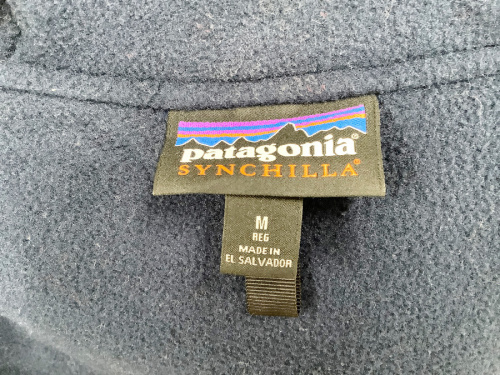 patagonia®
SYNCHILLA®
M
REG
MADE IN
EL SALVADOR